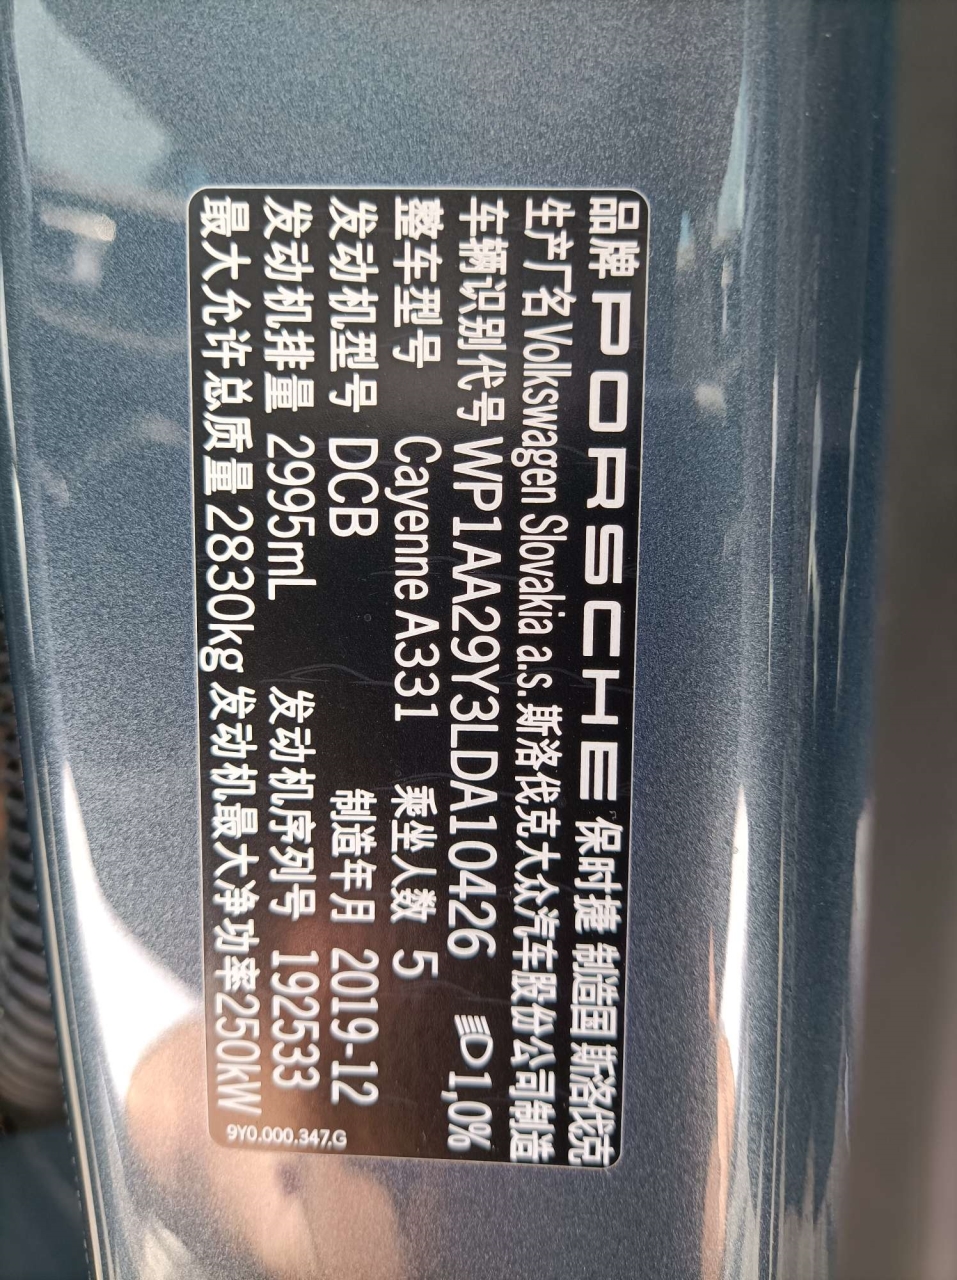 品牌 PORSCHE 保时捷 制造国 斯洛伐克
生产厂名 Volkswagen Slovakia a.s. 斯洛伐克大众汽车股份公司制造
车辆识别代号 WP1AA29Y3LDA10426 1,0%
整车型号 Cayenne A331 乘坐人数 5
发动机型号 DCB 制造年月 2019-12
发动机排量 2995mL 发动机序列号 192533
最大允许总质量 2830kg 发动机最大净功率 250kW
9Y0.000.347.G